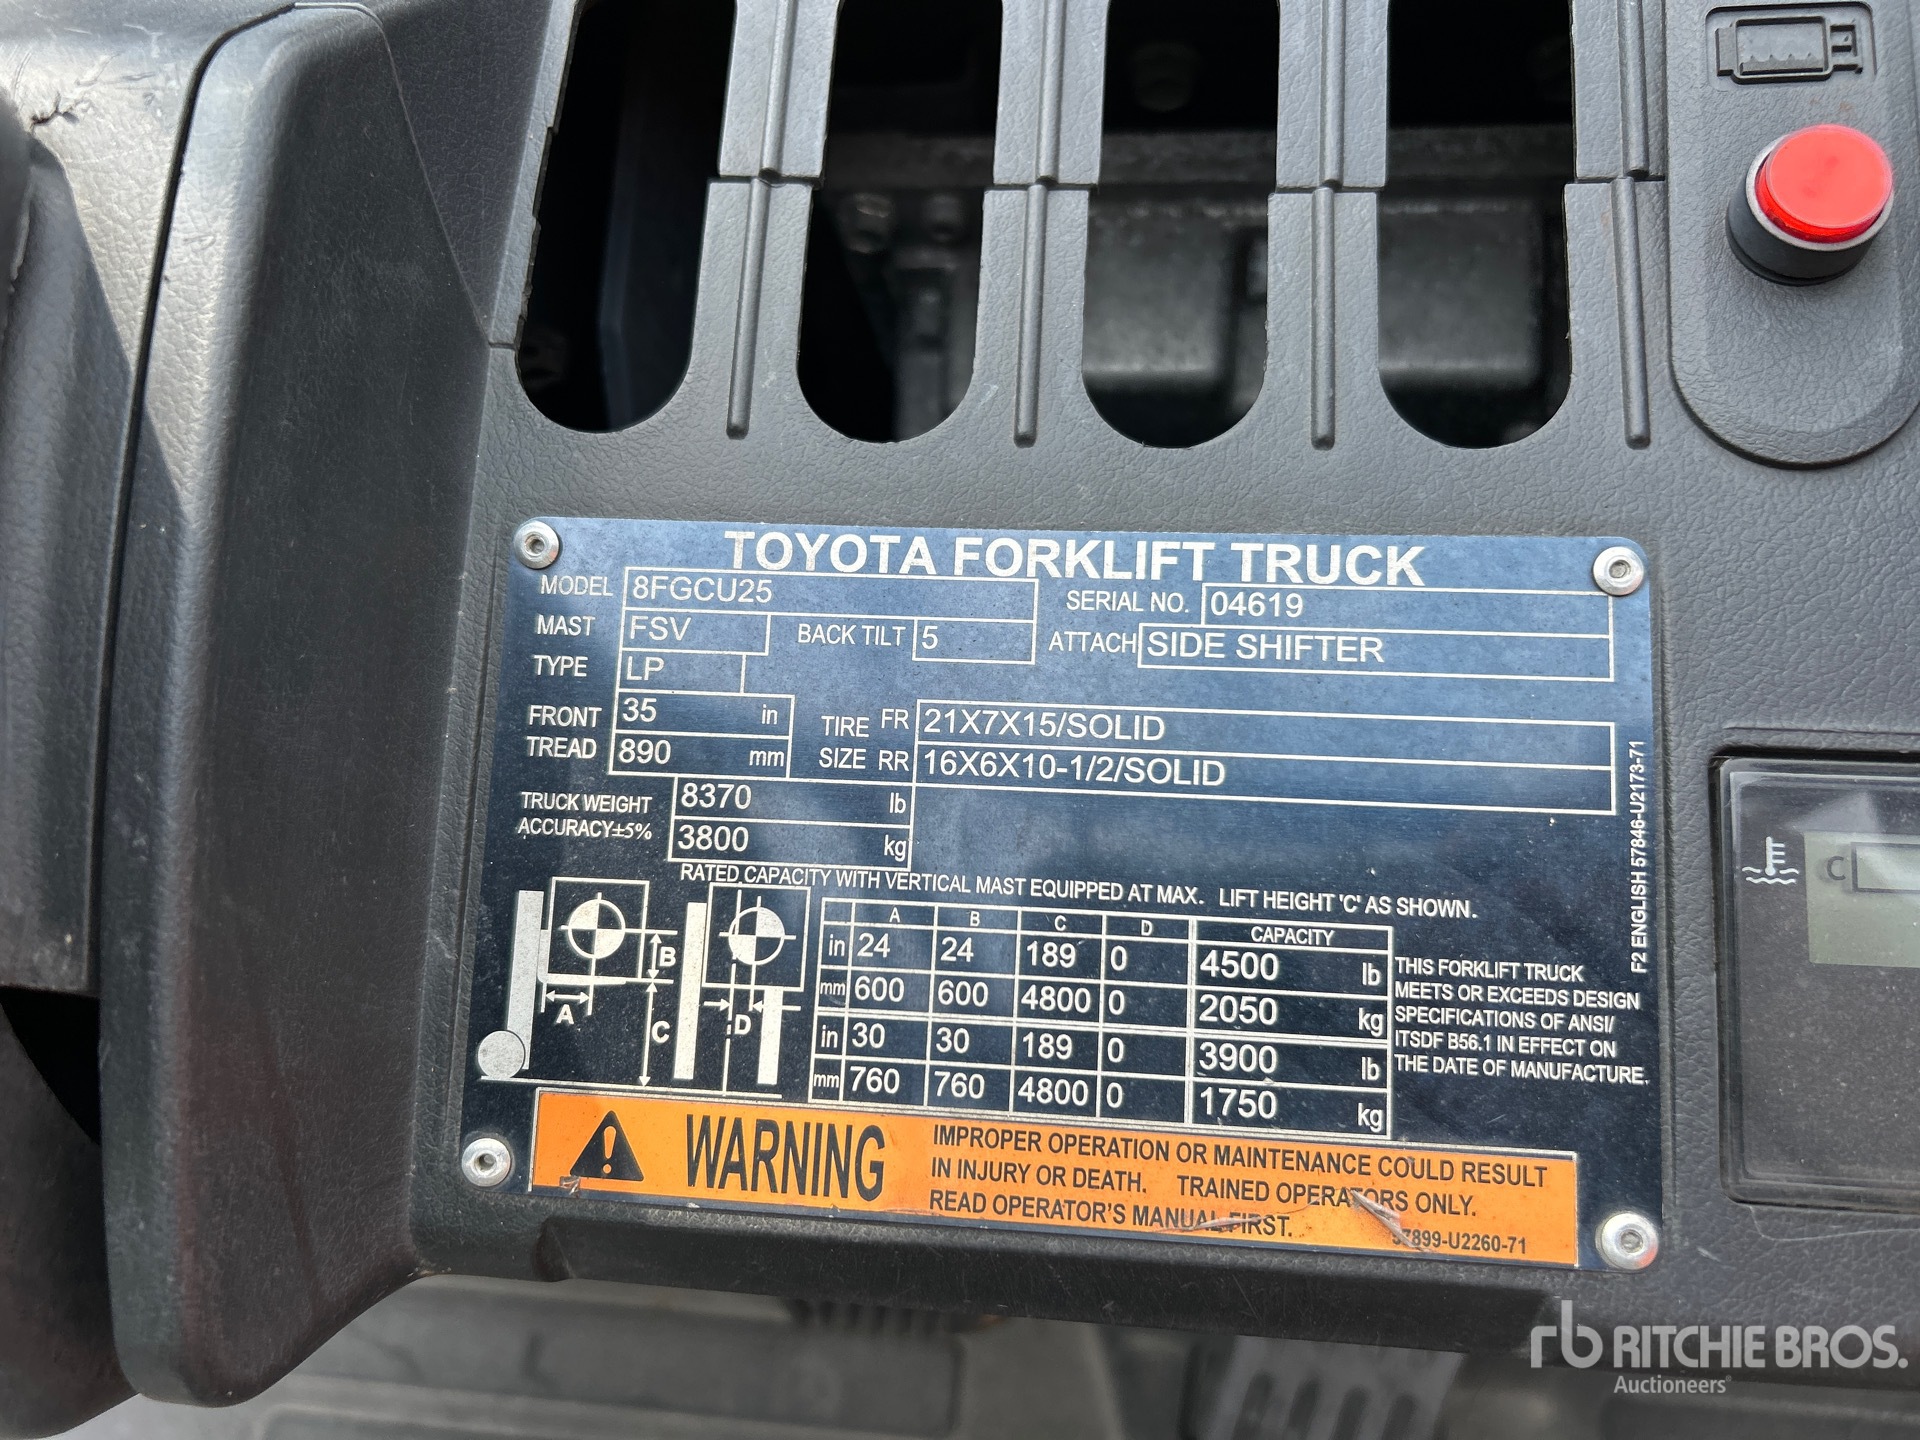 TOYOTA FORKLIFT TRUCK
MODEL 8FGCU25 SERIAL NO. 04619
MAST FSV BACK TILT 5 ATTACH SIDE SHIFTER
TYPE LP
FRONT TREAD 35 in
890 mm
TIRE SIZE FR 21X7X15/SOLID
RR 16X6X10-1/2/SOLID
TRUCK WEIGHT 8370 lb
ACCURACY±5% 3800 kg
RATED CAPACITY WITH VERTICAL MAST EQUIPPED AT MAX. LIFT HEIGHT 'C' AS SHOWN.
A B C D CAPACITY
in 24 24 189 0 4500 lb
mm 600 600 4800 0 2050 kg
in 30 30 189 0 3900 lb
mm 760 760 4800 0 1750 kg
B
A
C
D
THIS FORKLIFT TRUCK
MEETS OR EXCEEDS DESIGN
SPECIFICATIONS OF ANSI/
ITSDF B56.1 IN EFFECT ON
THE DATE OF MANUFACTURE.
F2 ENGLISH 57846-U2173-71
WARNING
IMPROPER OPERATION OR MAINTENANCE COULD RESULT
IN INJURY OR DEATH. TRAINED OPERATORS ONLY.
READ OPERATOR'S MANUAL FIRST.
57899-U2260-71
C
rb RITCHIE BROS.
Auctioneers